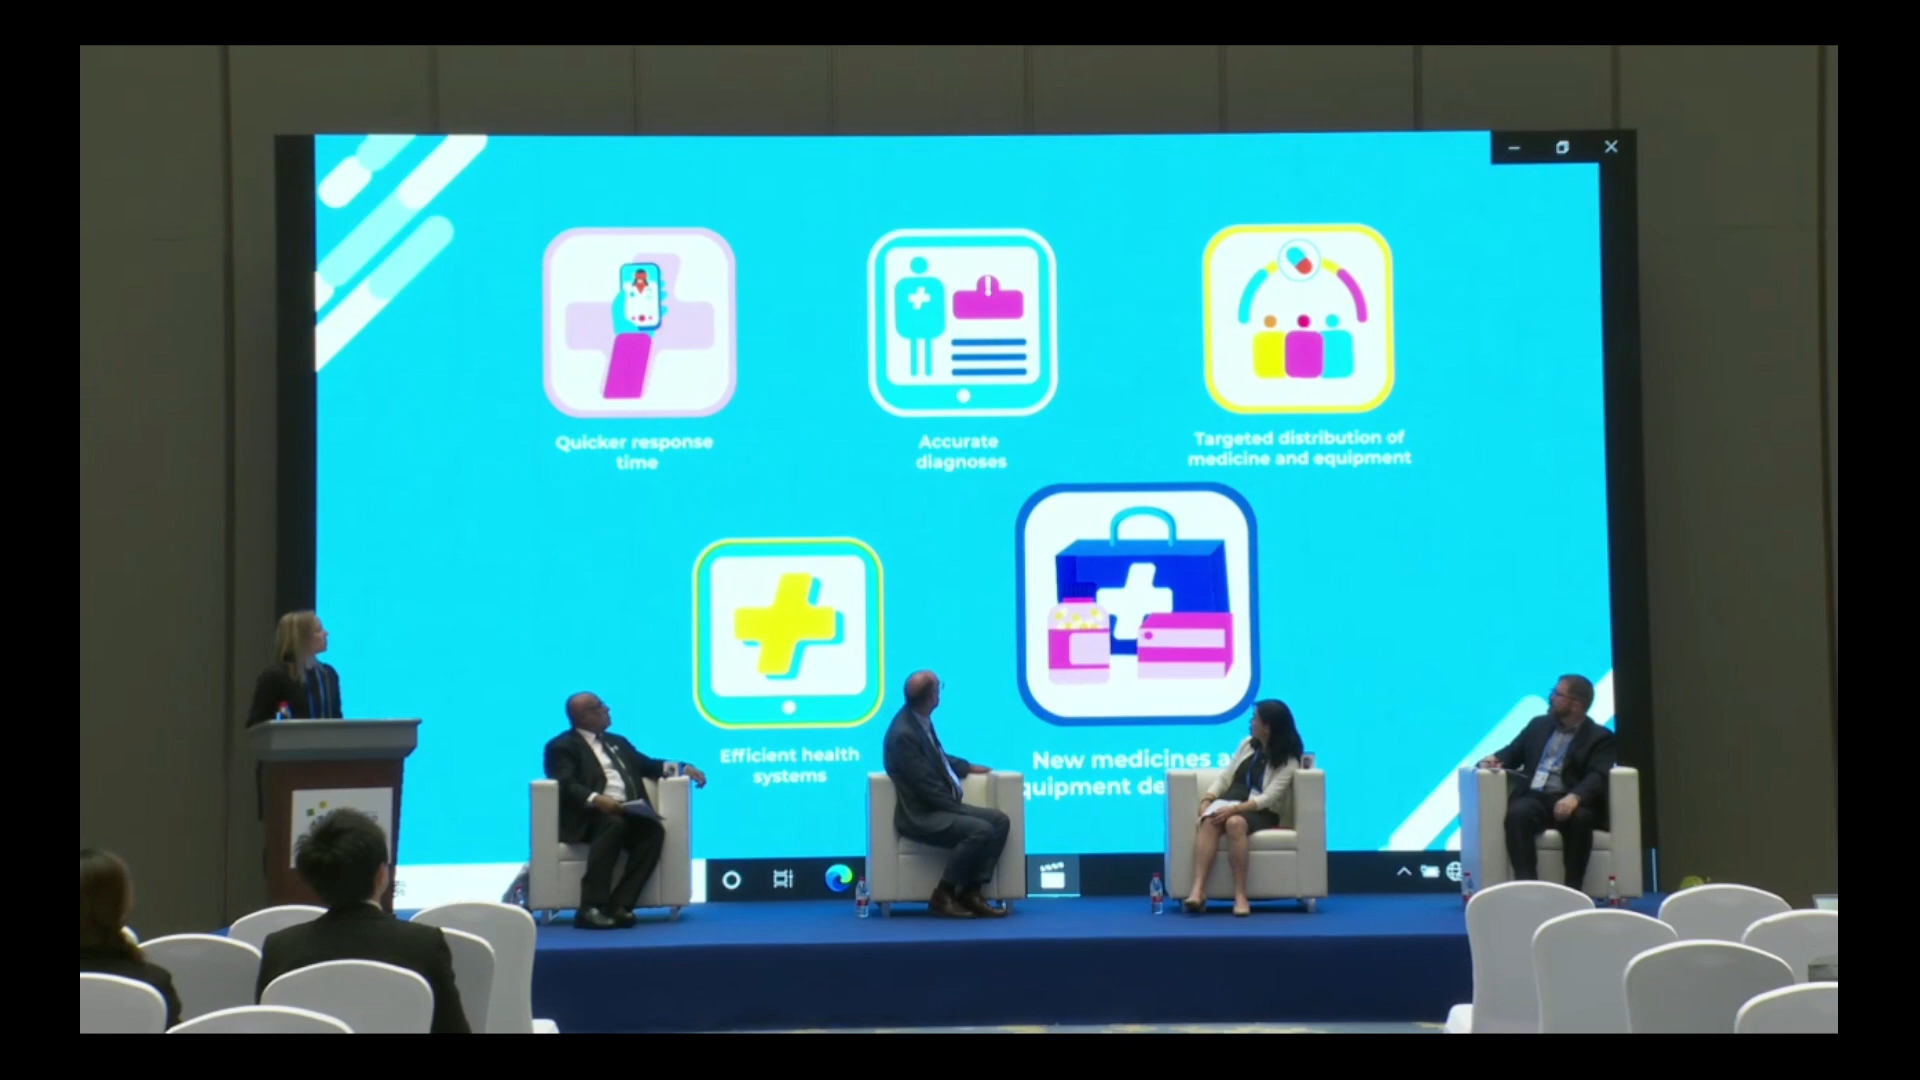 Quicker response
time
Accurate
diagnoses
Targeted distribution of
medicine and equipment
Efficient health
systems
New medicines a
quipment de